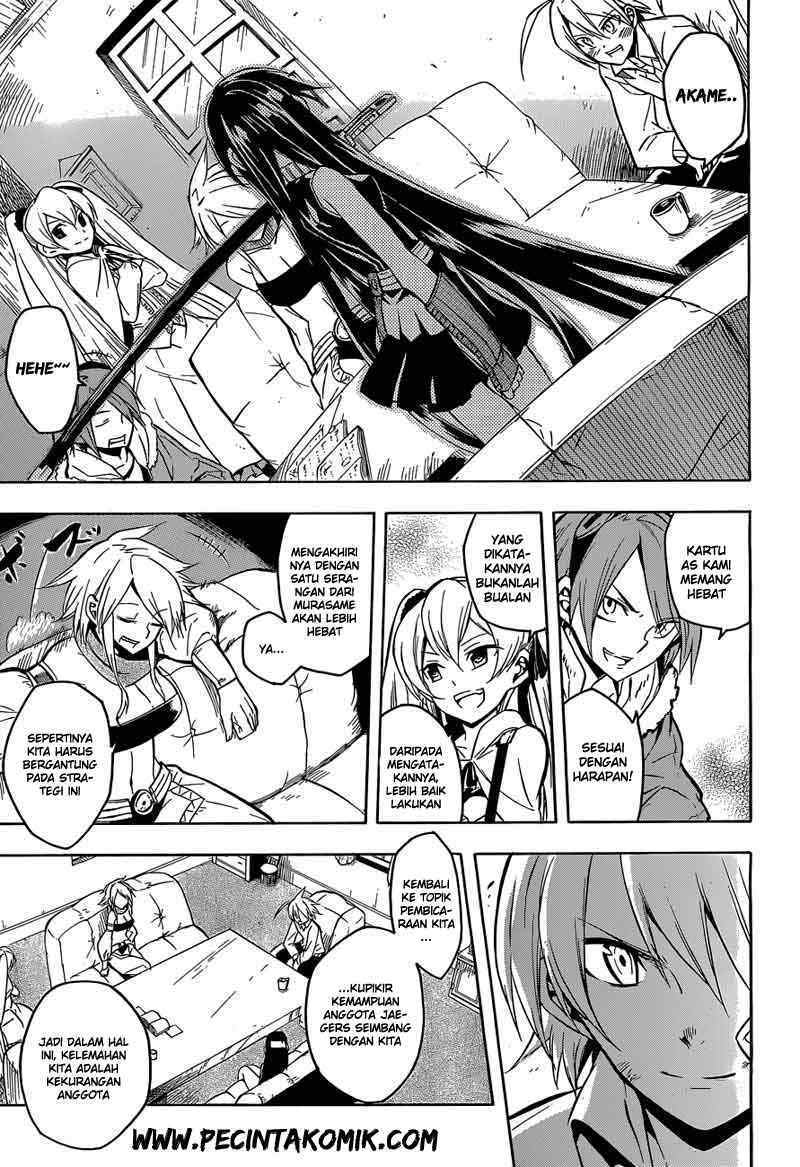 AKAME..
HEHE~~
KARTU
AS KAMI
MEMANG
HEBAT
SESUAI
DENGAN
HARAPAN!
YANG
DIKATA-
KANNYA
BUKANLAH
BUALAN
DARIPADA
MENGATA-
KANNYA,
LEBIH BAIK
LAKUKAN
MENGAKHIRI
NYA DENGAN
SATU SERA-
NGAN DARI
MURASAME
AKAN LEBIH
HEBAT
YA...
SEPERTINYA
KITA HARUS
BERGANTUNG
PADA STRA-
TEGI INI
KEMBALI
KE TOPIK
PEMBICA-
RAAN KITA
...
...KUPIKIR
KEMAMPUAN
ANGGOTA JAE-
GERS SEIMBANG
DENGAN KITA
JADI DALAM HAL
INI, KELEMAHAN
KITA ADALAH
KEKURANGAN
ANGGOTA
WWW.PECINTAKOMIK.COM